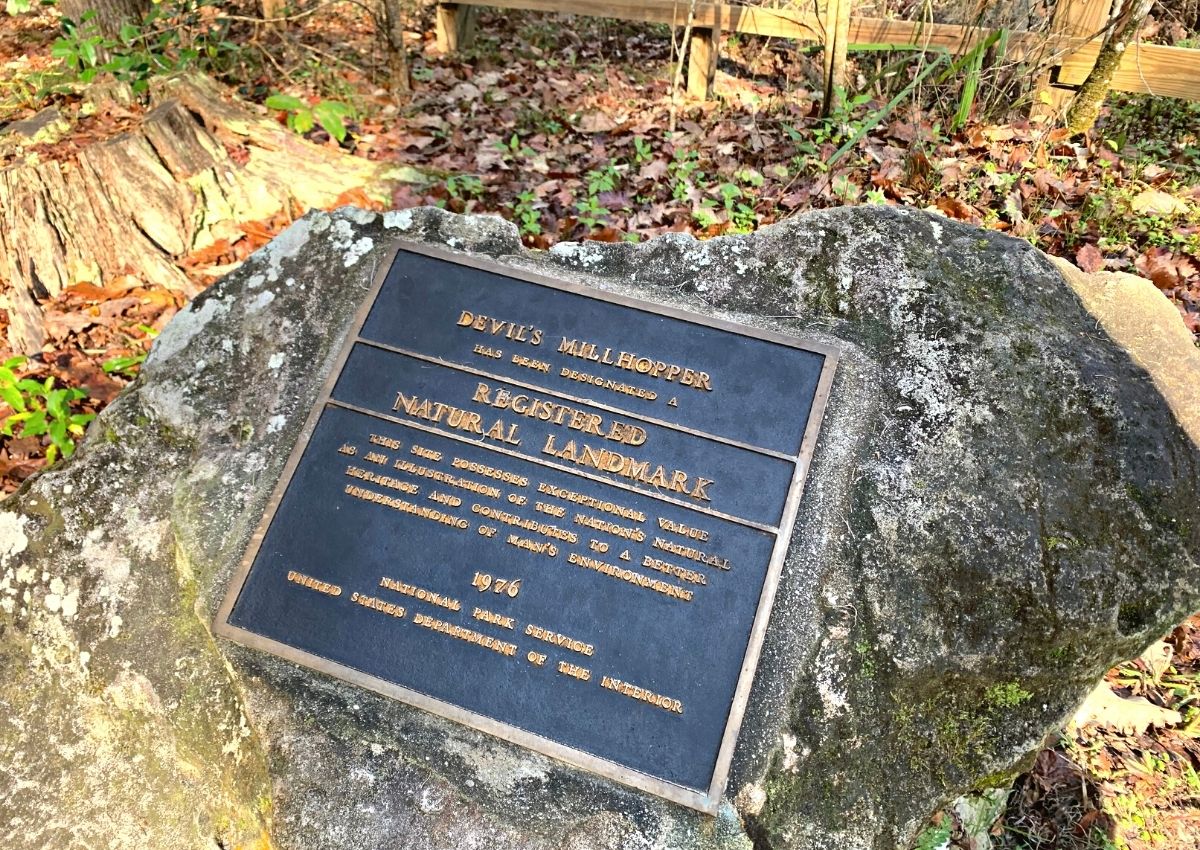 DEVIL'S MILLHOPPER
HAS BEEN DESIGNATED A
REGISTERED
NATURAL LANDMARK
THIS SITE POSSESSES EXCEPTIONAL VALUE
AS AN ILLUSTRATION OF THE NATION'S NATURAL
HERITAGE AND CONTRIBUTES TO A BETTER
UNDERSTANDING OF MAN'S ENVIRONMENT
1976
NATIONAL PARK SERVICE
UNITED STATES DEPARTMENT OF THE INTERIOR